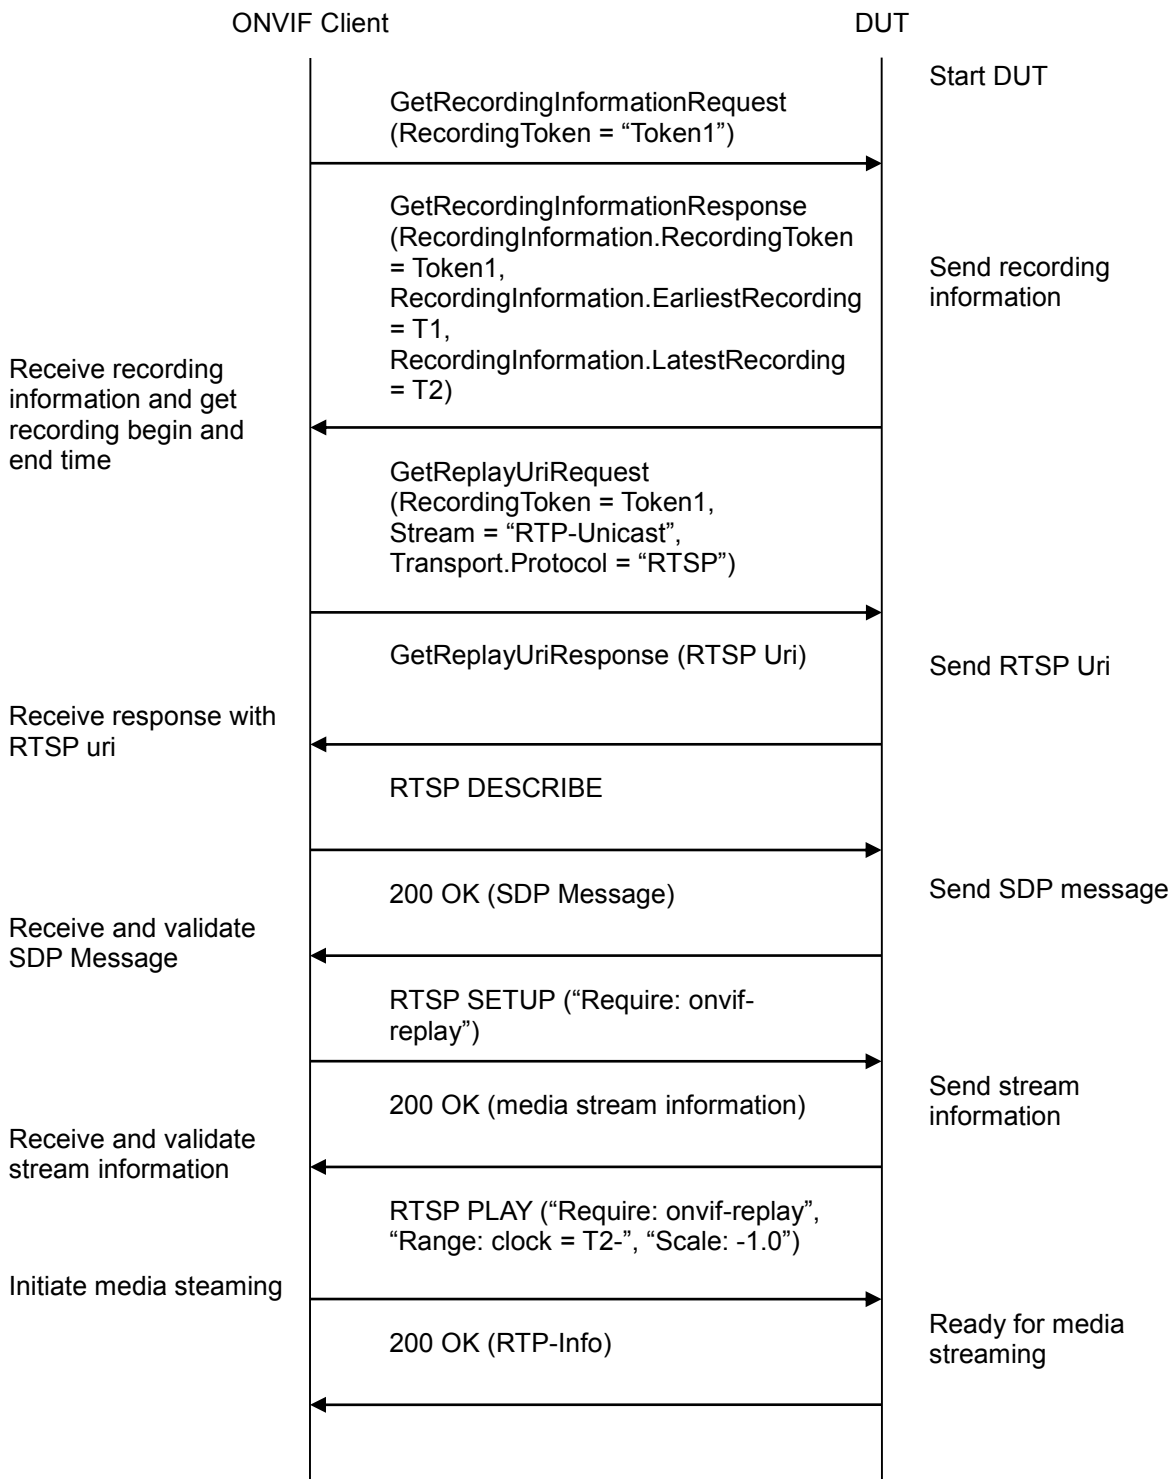 ONVIF Client
DUT
Start DUT
GetRecordingInformationRequest
(RecordingToken = “Token1”)
GetRecordingInformationResponse
(RecordingInformation.RecordingToken
= Token1,
RecordingInformation.EarliestRecording
= T1,
RecordingInformation.LatestRecording
= T2)
Send recording
information
Receive recording
information and get
recording begin and
end time
GetReplayUriRequest
(RecordingToken = Token1,
Stream = “RTP-Unicast”,
Transport.Protocol = “RTSP”)
GetReplayUriResponse (RTSP Uri)
Send RTSP Uri
Receive response with
RTSP uri
RTSP DESCRIBE
200 OK (SDP Message)
Send SDP message
Receive and validate
SDP Message
RTSP SETUP (“Require: onvif-
replay”)
200 OK (media stream information)
Send stream
information
Receive and validate
stream information
RTSP PLAY (“Require: onvif-replay”,
“Range: clock = T2-”, “Scale: -1.0”)
Initiate media steaming
200 OK (RTP-Info)
Ready for media
streaming